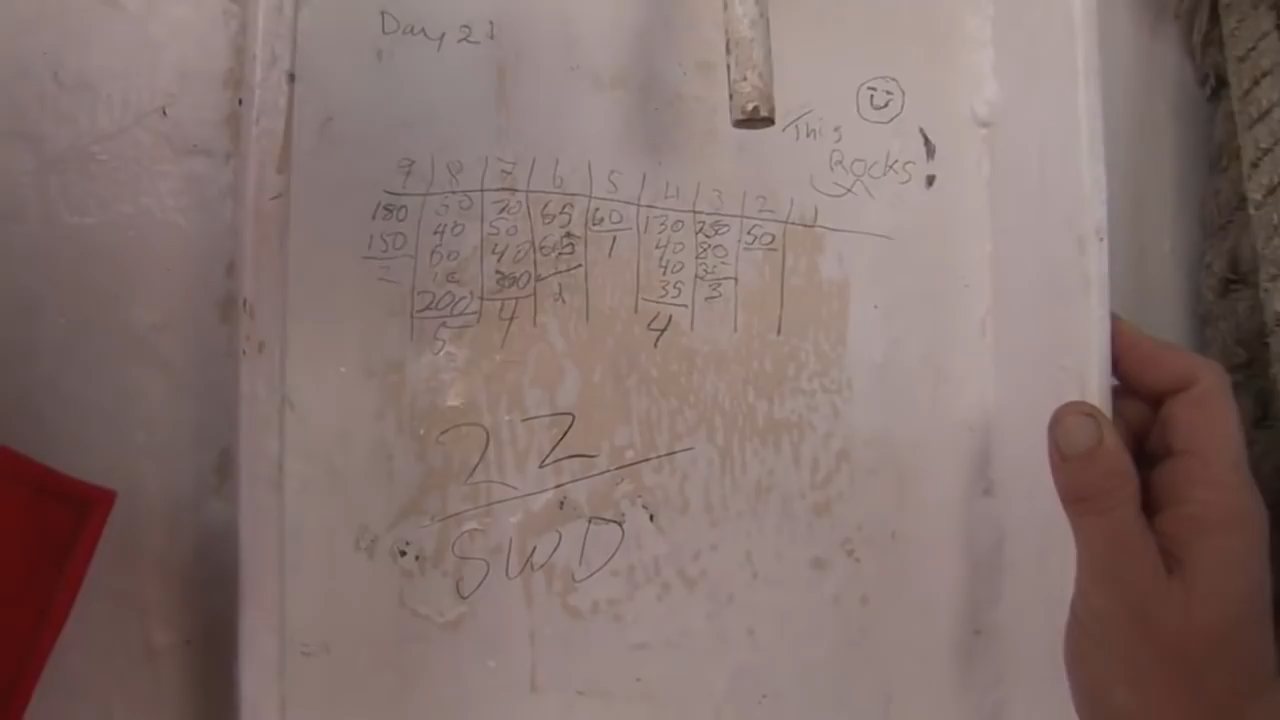 Day 21
This
Rocks!
9 | 8 | 7 | 6 | 5 | 4 | 3 | 2 | 1
180 50 70 65 60 130 250 50
150 40 50 65 1 40 80
2 60 40 2 40 35
10 300 35 3
200 4 4
5
22
SWD